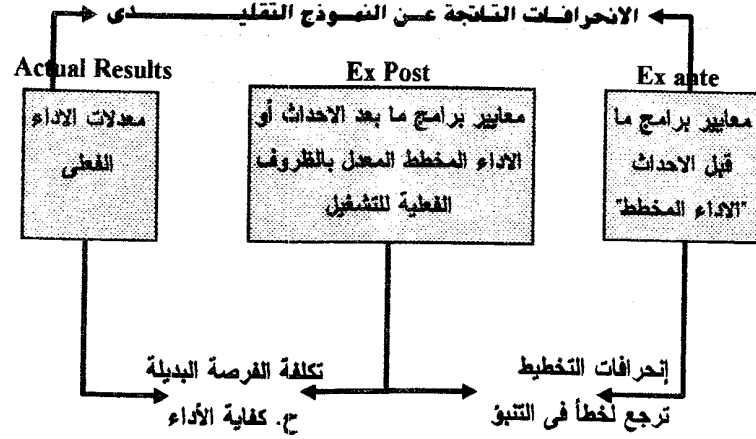 الانحرافات الناتجة عن النموذج التقليدى
Ex ante
Ex Post
Actual Results
معايير برامج ما
قبل الاحداث
"الاداء المخطط"
معايير برامج ما بعد الاحداث أو
الاداء المخطط المعدل بالظروف
الفعلية للتشغيل
معدلات الاداء
الفعلى
إنحرافات التخطيط
ترجع لخطأ فى التنبؤ
تكلفة الفرصة البديلة
ح. كفاية الأداء